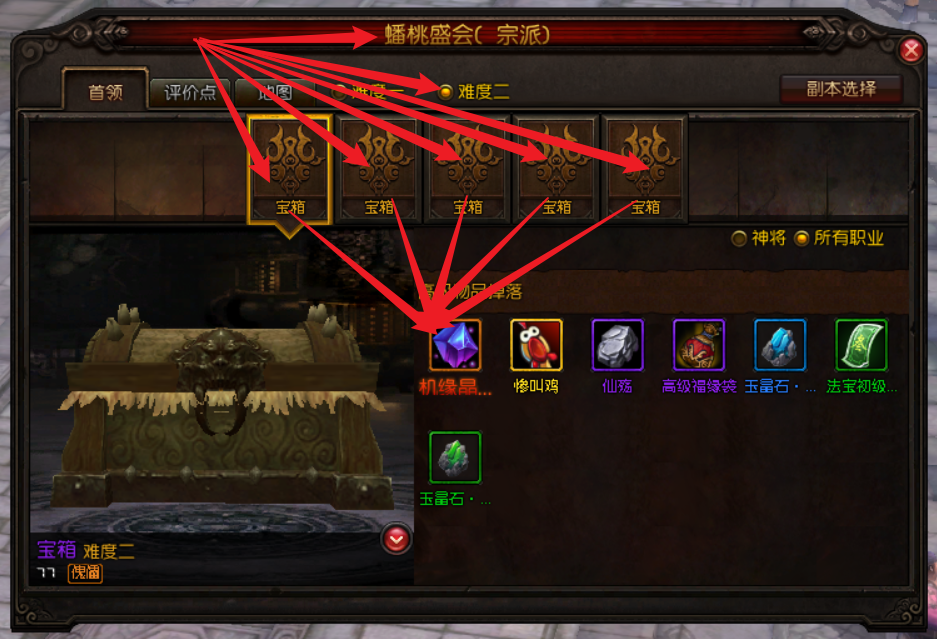 蟠桃盛会( 宗派)
首领 评价点 地图 难度一 难度二 副本选择
宝箱 宝箱 宝箱 宝箱 宝箱
神将 所有职业
高级物品掉落
机缘晶... 惨叫鸡 仙殇 高级福缘袋 玉晶石·... 法宝初级...
玉晶石·...
宝箱 难度二
77 傀儡